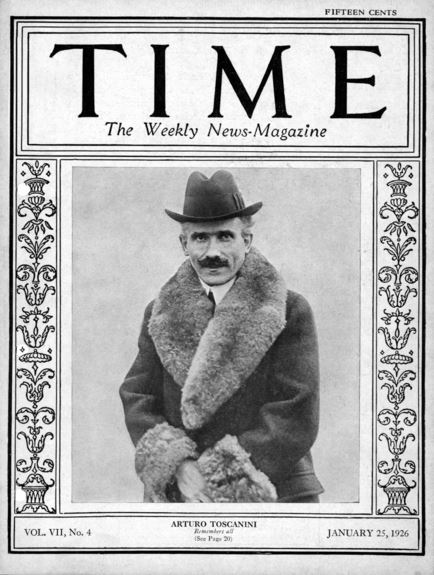 FIFTEEN CENTS
TIME
The Weekly News-Magazine
VOL. VII, No. 4
ARTURO TOSCANINI
Remembers all
(See Page 20)
JANUARY 25, 1926